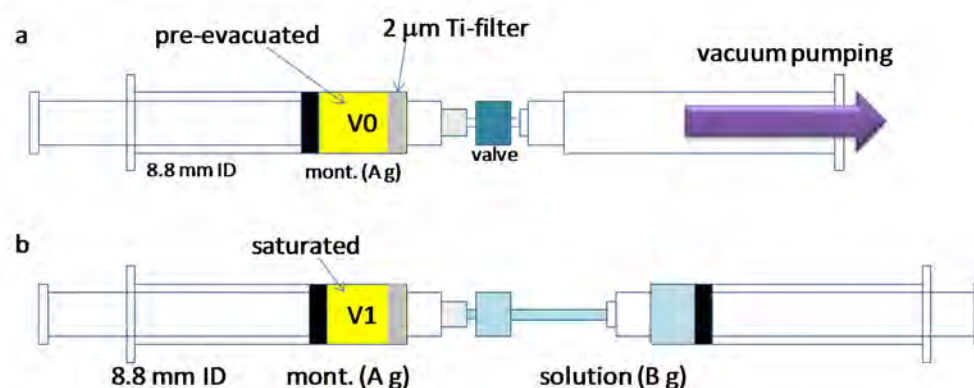 a
pre-evacuated
2 μm Ti-filter
vacuum pumping
V0
8.8 mm ID
mont. (A g)
valve
b
saturated
V1
8.8 mm ID
mont. (A g)
solution (B g)